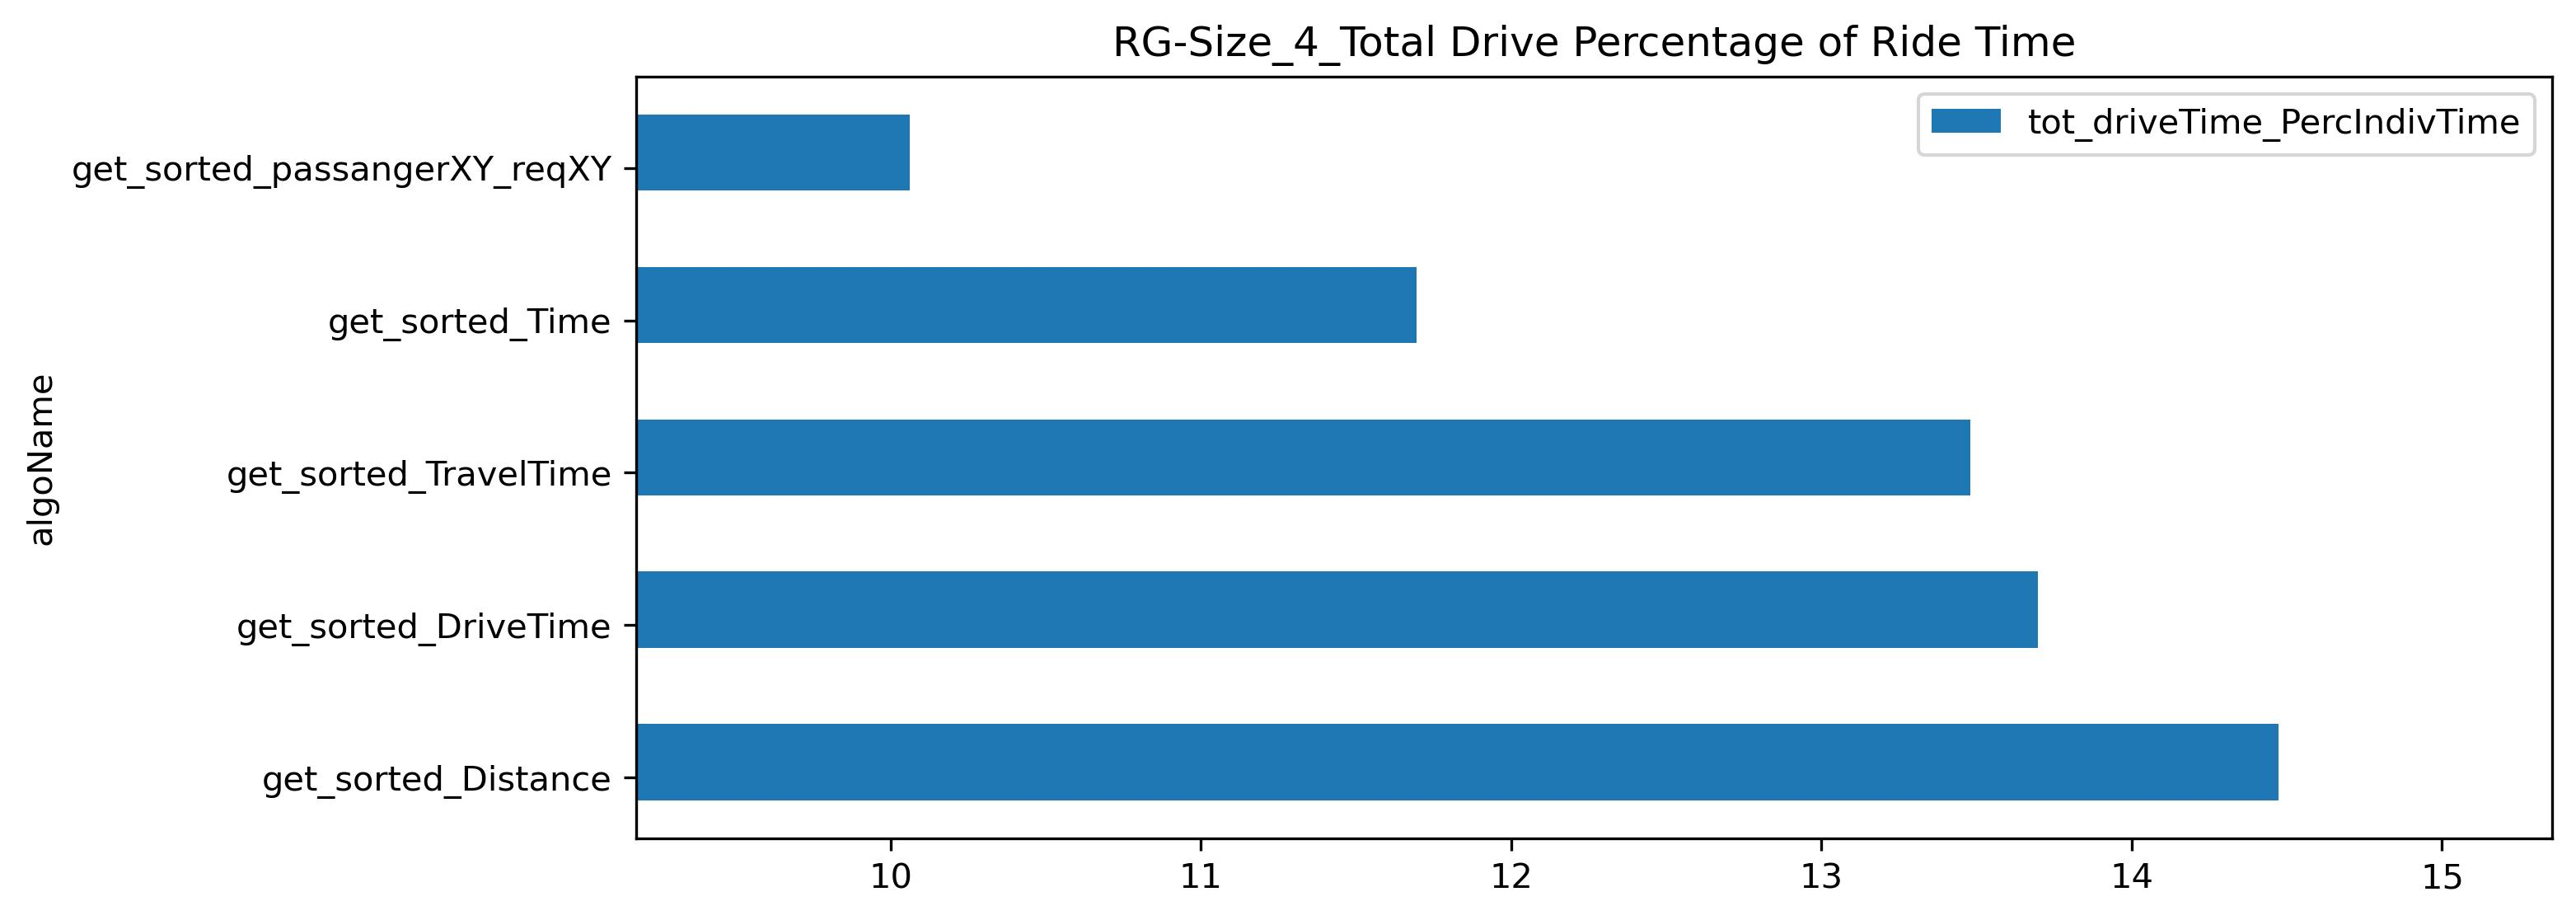 RG-Size_4_Total Drive Percentage of Ride Time
tot_driveTime_PercIndivTime
algoName
get_sorted_passangerXY_reqXY
get_sorted_Time
get_sorted_TravelTime
get_sorted_DriveTime
get_sorted_Distance
10 11 12 13 14 15